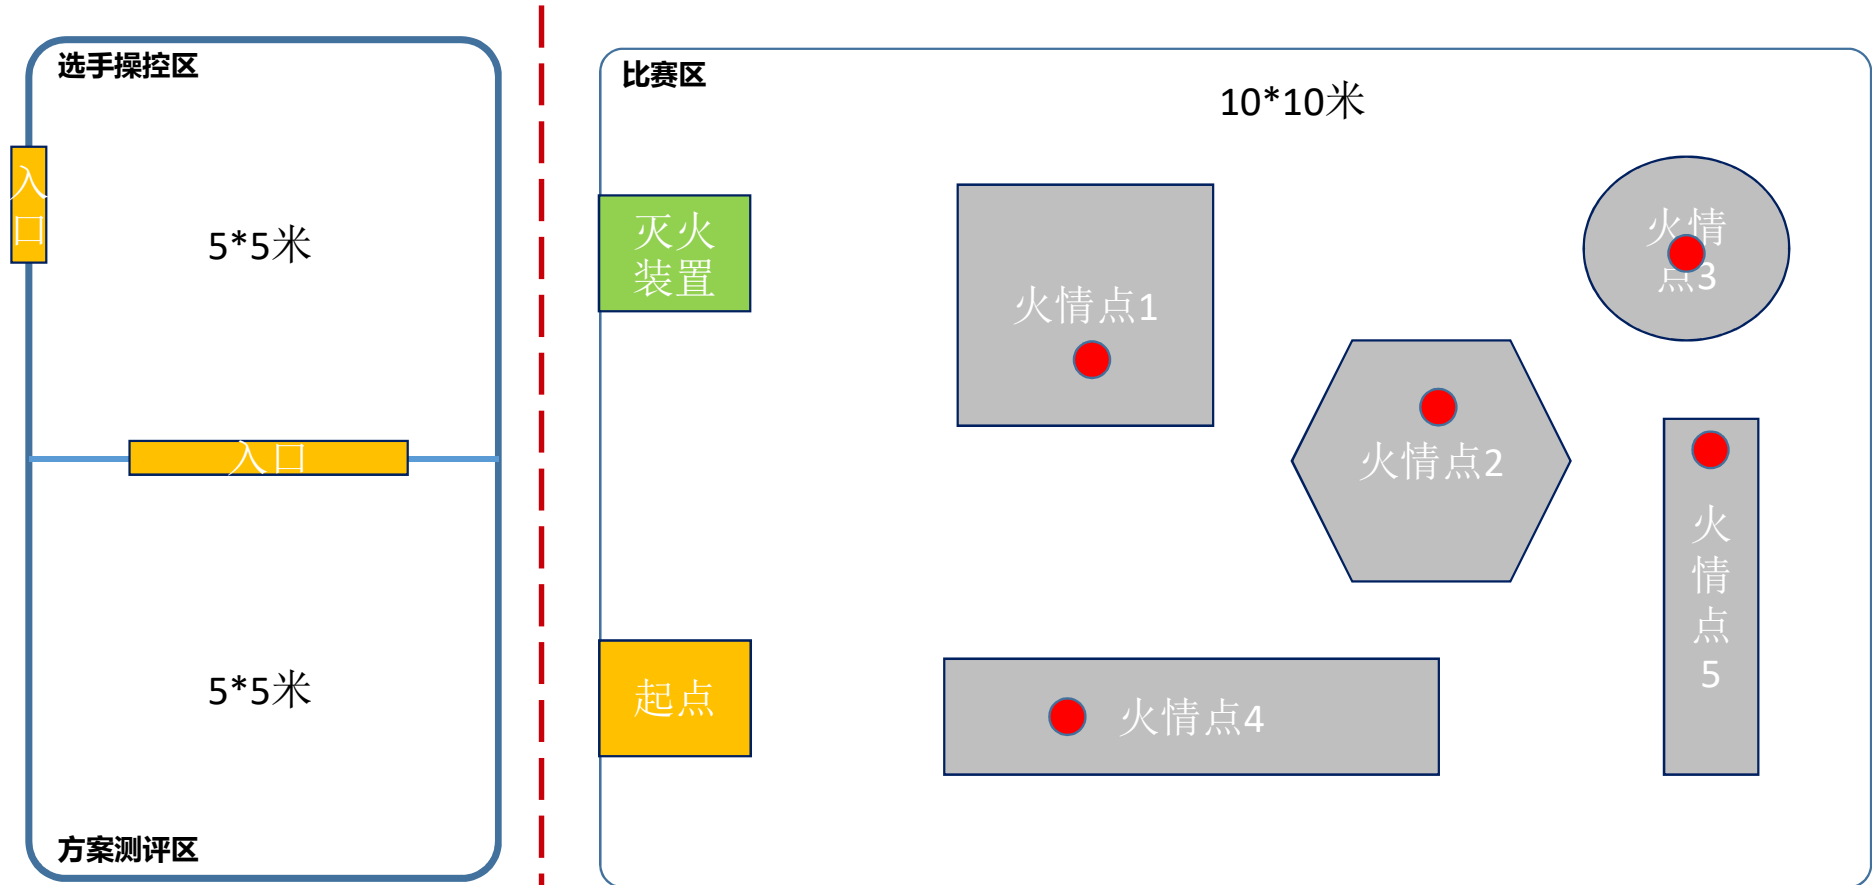 选手操控区
入
口
5*5米
入口
5*5米
方案测评区
比赛区
10*10米
灭火
装置
起点
火情点1
火情点2
火情
点3
火情点4
火
情
点
5